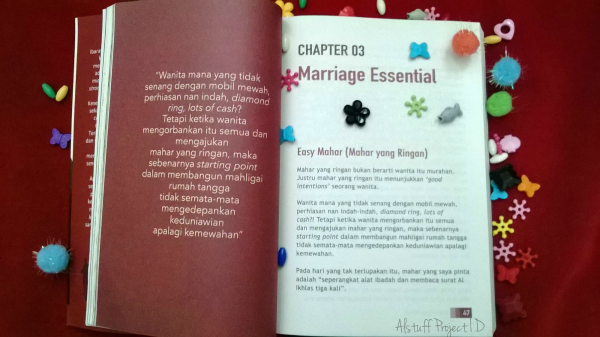 "Wanita mana yang tidak
senang dengan mobil mewah,
perhiasan nan indah, diamond
ring, lots of cash?
Tetapi ketika wanita
mengorbankan itu semua dan
mengajukan
mahar yang ringan, maka
sebenarnya starting point
dalam membangun mahligai
rumah tangga
tidak semata-mata
mengedepankan
keduniawian
apalagi kemewahan"
CHAPTER 03
Marriage Essential
Easy Mahar (Mahar yang Ringan)
Mahar yang ringan bukan berarti wanita itu murahan.
Justru mahar yang ringan itu menunjukkan 'good
intentions' seorang wanita.
Wanita mana yang tidak senang dengan mobil mewah,
perhiasan nan indah-indah, diamond ring, lots of
cash?! Tetapi ketika wanita mengorbankan itu semua
dan mengajukan mahar yang ringan, maka sebenarnya
starting point dalam membangun mahligai rumah tangga
tidak semata-mata mengedepankan keduniawian apalagi
kemewahan.
Pada hari yang tak terlupakan itu, mahar yang saya pinta
adalah "seperangkat alat ibadah dan membaca surat Al
Ikhlas tiga kali".
47
Alstuff Project ID